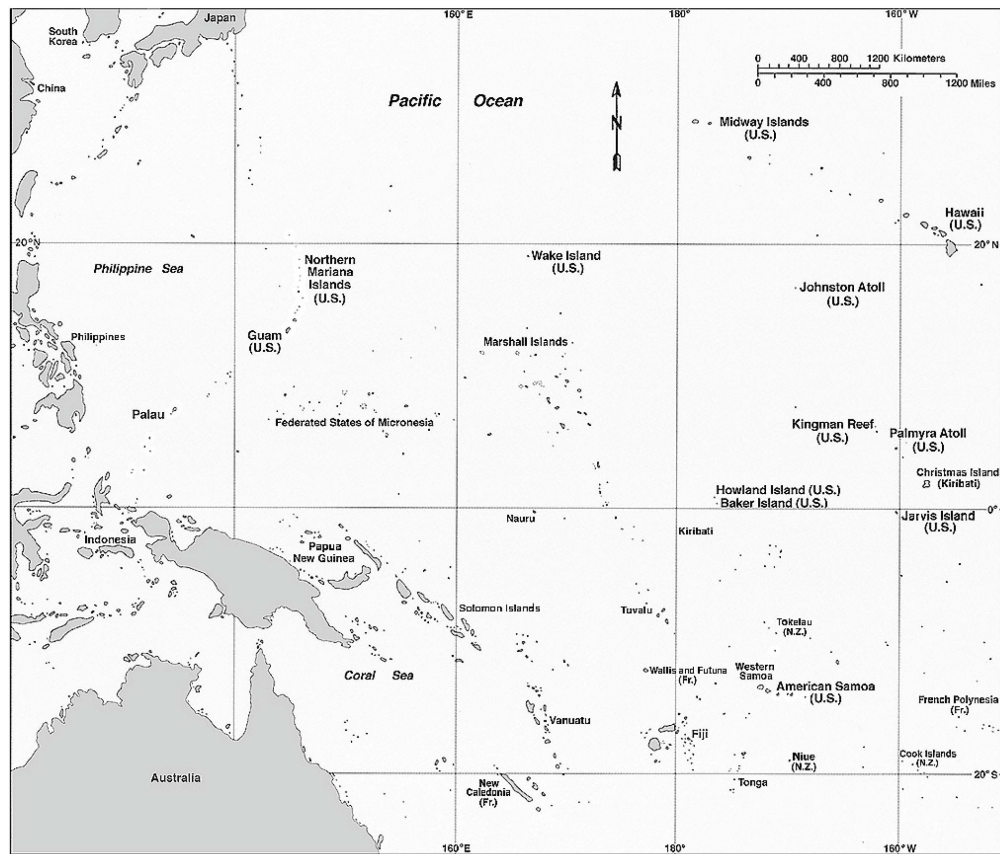 160°E
180°
160°W
Japan
South
Korea
China
0 400 800 1200 Kilometers
0 400 800 1200 Miles
Pacific Ocean
N
Midway Islands
(U.S.)
Hawaii
(U.S.)
20°N
20°N
Philippine Sea
Northern
Mariana
Islands
(U.S.)
Wake Island
(U.S.)
Johnston Atoll
(U.S.)
Guam
(U.S.)
Philippines
Marshall Islands
Palau
Federated States of Micronesia
Kingman Reef
(U.S.)
Palmyra Atoll
(U.S.)
Christmas Island
(Kiribati)
Howland Island (U.S.)
Baker Island (U.S.)
0°
0°
Nauru
Kiribati
Jarvis Island
(U.S.)
Indonesia
Papua
New Guinea
Solomon Islands
Tuvalu
Tokelau
(N.Z.)
Coral Sea
Wallis and Futuna
(Fr.)
Western
Samoa
American Samoa
(U.S.)
French Polynesia
(Fr.)
Vanuatu
Fiji
Niue
(N.Z.)
Cook Islands
(N.Z.)
20°S
Australia
New
Caledonia
(Fr.)
Tonga
160°E
180°
160°W